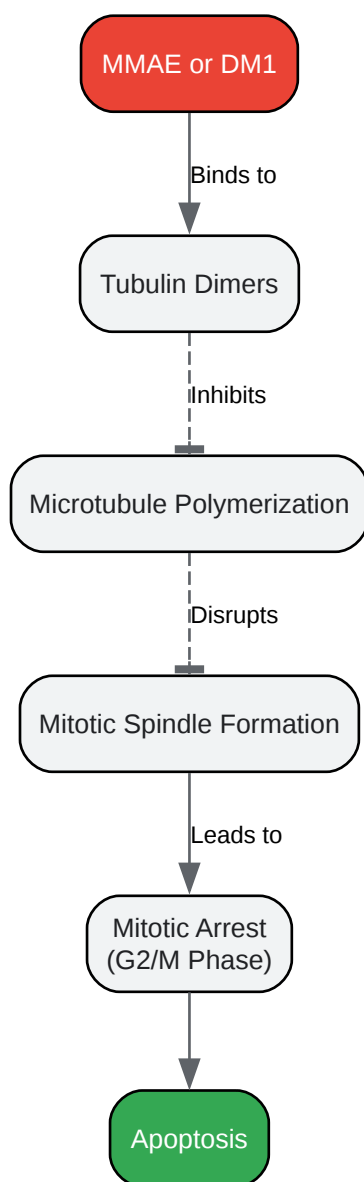 MMAE or DM1
Binds to
Tubulin Dimers
Inhibits
Microtubule Polymerization
Disrupts
Mitotic Spindle Formation
Leads to
Mitotic Arrest
(G2/M Phase)
Apoptosis